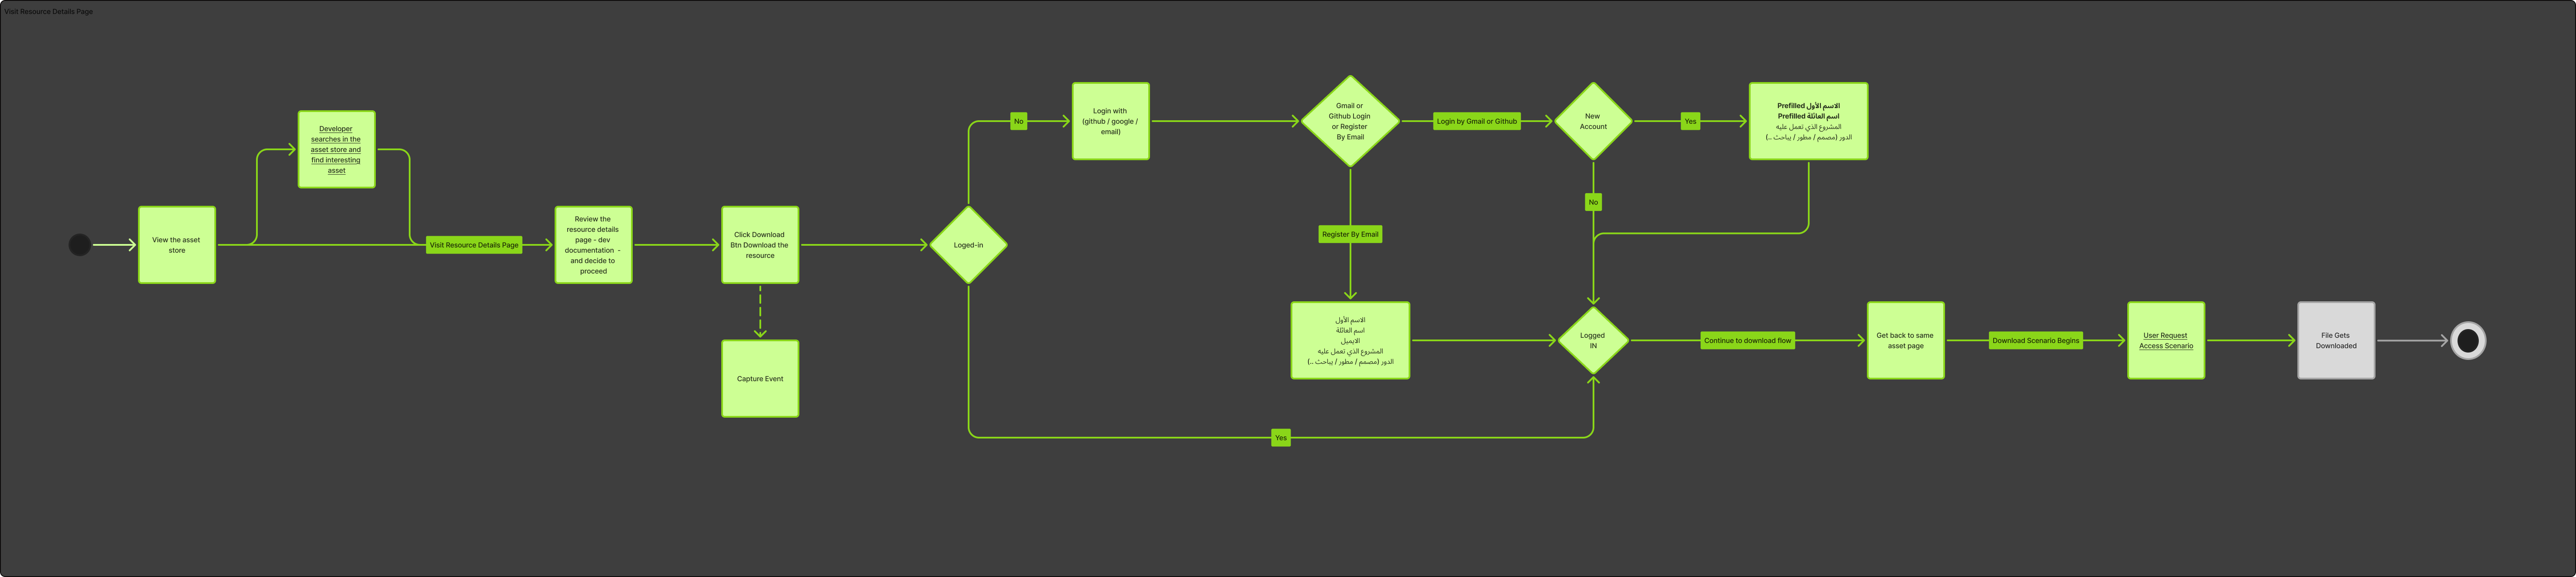 Visit Resource Details Page
View the asset
store
Developer
searches in the
asset store and
find interesting
asset
Visit Resource Details Page
Review the
resource details
page - dev
documentation -
and decide to
proceed
Click Download
Btn Download the
resource
Capture Event
Loged-in
No
Login with
(github / google /
email)
Gmail or
Github Login
or Register
By Email
Login by Gmail or Github
New
Account
Yes
Prefilled الاسم الأول
Prefilled اسم العائلة
المشروع الذي تعمل عليه
الدور (مصمم / مطور / يباحث ..)
No
Register By Email
الاسم الأول
اسم العائلة
الايميل
المشروع الذي تعمل عليه
الدور (مصمم / مطور / يباحث ..)
Yes
Logged
IN
Continue to download flow
Get back to same
asset page
Download Scenario Begins
User Request
Access Scenario
File Gets
Downloaded